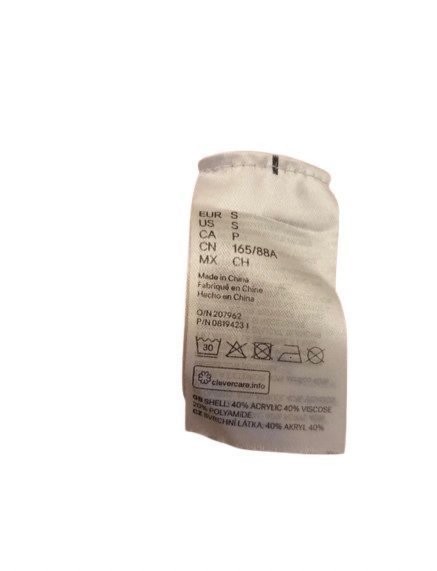 EUR S
US S
CA P
CN 165/88A
MX CH
Made in China
Fabriqué en Chine
Hecho en China
O/N 207962
P/N 0819423 1
30
clevercare.info
GB SHELL: 40% ACRYLIC 40% VISCOSE
20% POLYAMIDE
CZ SVRCHNÍ LÁTKA: 40% AKRYL 40%